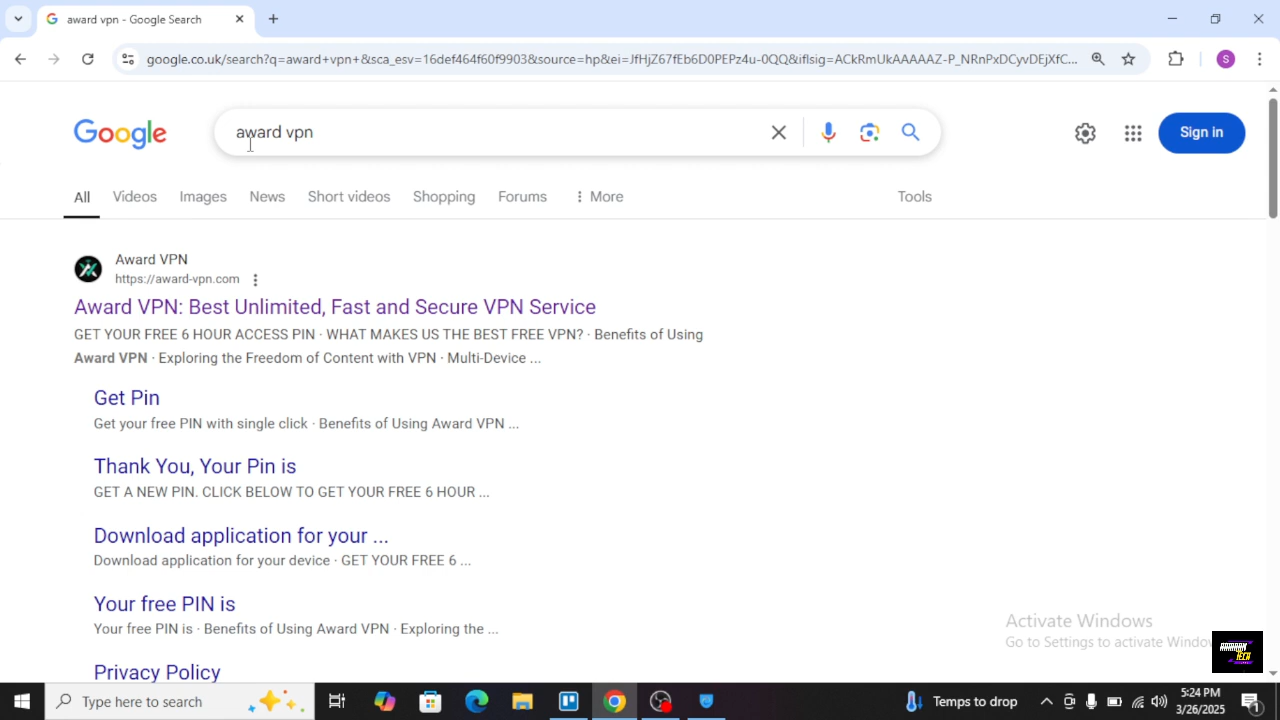 award vpn - Google Search
google.co.uk/search?q=award+vpn+&sca_esv=16def464f60f9903&source=hp&ei=JfHjZ67fEb6D0PEPz4u-0QQ&iflsig=ACkRmUkAAAAAZ-P_NRnPxDCyvDEjXfC...
S
Google
award vpn
Sign in
All
Videos
Images
News
Short videos
Shopping
Forums
More
Tools
Award VPN
https://award-vpn.com
Award VPN: Best Unlimited, Fast and Secure VPN Service
GET YOUR FREE 6 HOUR ACCESS PIN · WHAT MAKES US THE BEST FREE VPN? · Benefits of Using
Award VPN · Exploring the Freedom of Content with VPN · Multi-Device ...
Get Pin
Get your free PIN with single click · Benefits of Using Award VPN ...
Thank You, Your Pin is
GET A NEW PIN. CLICK BELOW TO GET YOUR FREE 6 HOUR ...
Download application for your ...
Download application for your device · GET YOUR FREE 6 ...
Your free PIN is
Your free PIN is · Benefits of Using Award VPN · Exploring the ...
Privacy Policy
Activate Windows
Go to Settings to activate Windo
TECH
Type here to search
Temps to drop
5:24 PM
3/26/2025
1